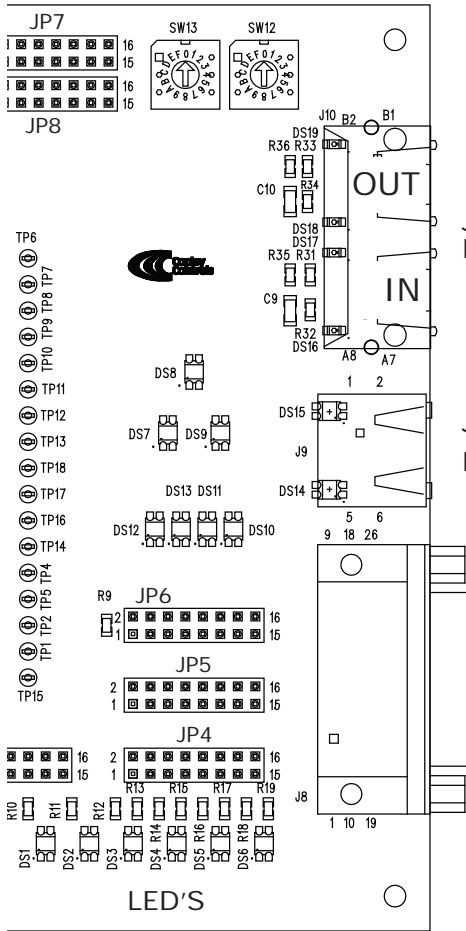 JP7
SW13 SW12
16
15
16
15
JP8
J10 B2 B1
DS19
R36 R33
OUT
C10 R34
DS18
DS17
R35 R31
IN
C9
R32
DS16 A8 A7
TP6
TP7
TP8
TP9
TP10
TP11
TP12
TP13
TP18
TP17
TP16
TP14
TP4
TP5
TP2
TP1
TP15
Copley
Controls
DS8
DS7 DS9
DS13 DS11
DS12 DS10
1 2
DS15
J9
DS14
5 6
9 18 26
R9
JP6
2 16
1 15
JP5
2 16
1 15
JP4
16 2 16
15 1 15
J8
1 10 19
R10 R11 R12 R13 R14 R15 R16 R17 R18 R19
DS1 DS2 DS3 DS4 DS5 DS6
LED'S